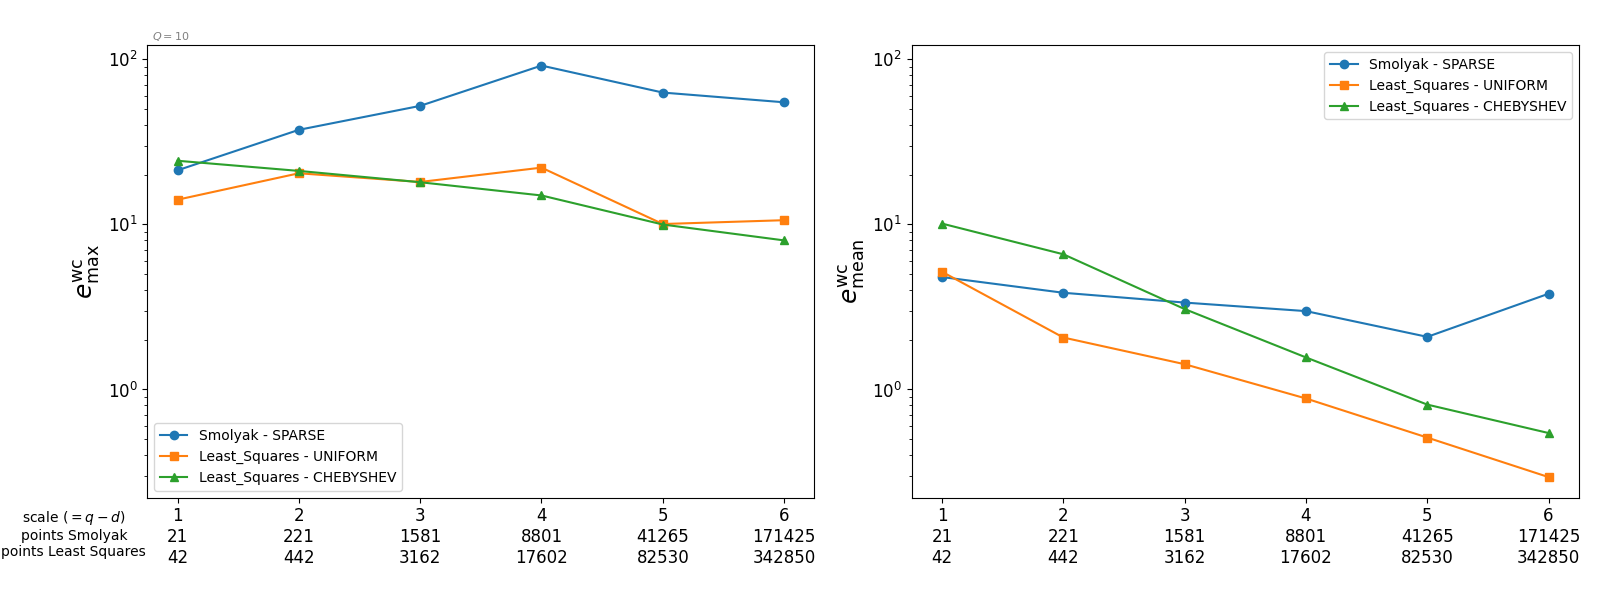 Q = 10
10²
10¹
10⁰
e^wc_max
Smolyak - SPARSE
Least_Squares - UNIFORM
Least_Squares - CHEBYSHEV
scale (= q − d) 1 2 3 4 5 6
points Smolyak 21 221 1581 8801 41265 171425
points Least Squares 42 442 3162 17602 82530 342850
10²
10¹
10⁰
e^wc_mean
Smolyak - SPARSE
Least_Squares - UNIFORM
Least_Squares - CHEBYSHEV
1 2 3 4 5 6
21 221 1581 8801 41265 171425
42 442 3162 17602 82530 342850